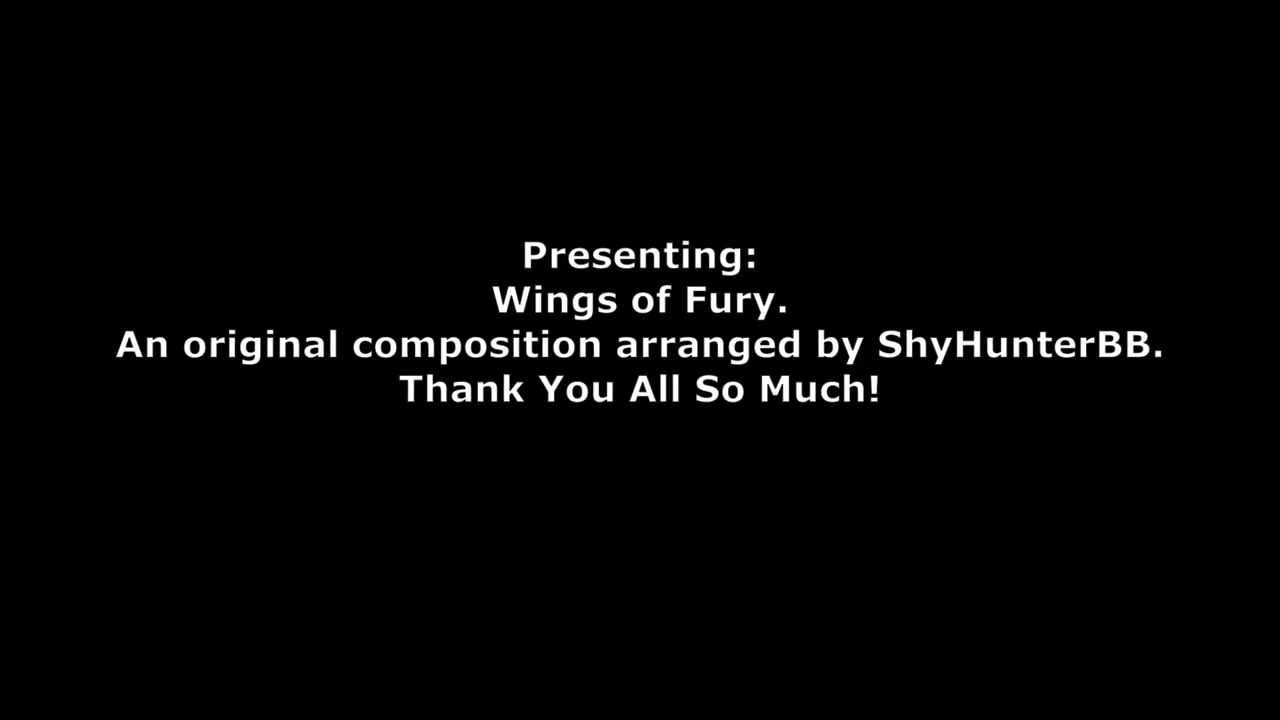 Presenting:
Wings of Fury.
An original composition arranged by ShyHunterBB.
Thank You All So Much!